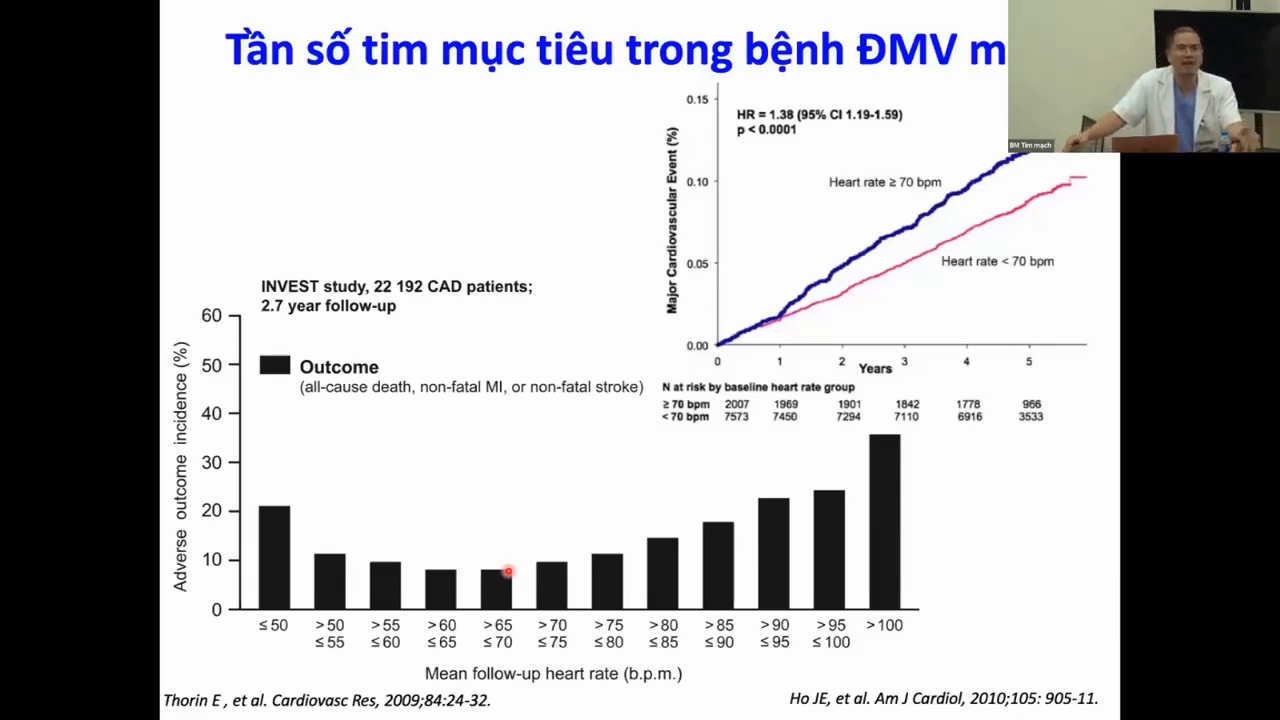 Tần số tim mục tiêu trong bệnh ĐMV m
BM Tim mạch
HR = 1.38 (95% CI 1.19-1.59)
p < 0.0001
Major Cardiovascular Event (%)
0.15
0.10
0.05
0.00
Heart rate ≥ 70 bpm
Heart rate < 70 bpm
0 1 2 3 4 5
Years
N at risk by baseline heart rate group
≥ 70 bpm 2007 1969 1901 1842 1778 966
< 70 bpm 7573 7450 7294 7110 6916 3533
INVEST study, 22 192 CAD patients;
2.7 year follow-up
Outcome
(all-cause death, non-fatal MI, or non-fatal stroke)
Adverse outcome incidence (%)
60
50
40
30
20
10
0
≤ 50 > 50 > 55 > 60 > 65 > 70 > 75 > 80 > 85 > 90 > 95 > 100
≤ 55 ≤ 60 ≤ 65 ≤ 70 ≤ 75 ≤ 80 ≤ 85 ≤ 90 ≤ 95 ≤ 100
Mean follow-up heart rate (b.p.m.)
Thorin E , et al. Cardiovasc Res, 2009;84:24-32.
Ho JE, et al. Am J Cardiol, 2010;105: 905-11.